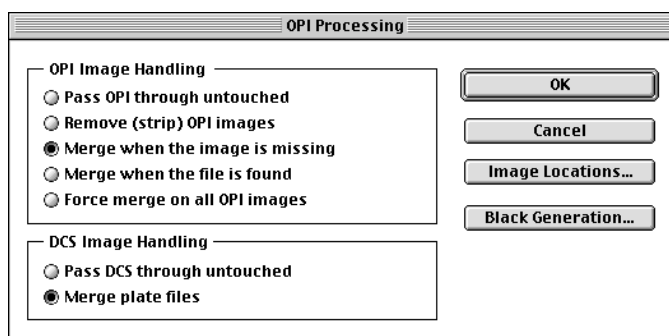 OPI Processing
OPI Image Handling
Pass OPI through untouched
Remove (strip) OPI images
Merge when the image is missing
Merge when the file is found
Force merge on all OPI images
DCS Image Handling
Pass DCS through untouched
Merge plate files
OK
Cancel
Image Locations...
Black Generation...